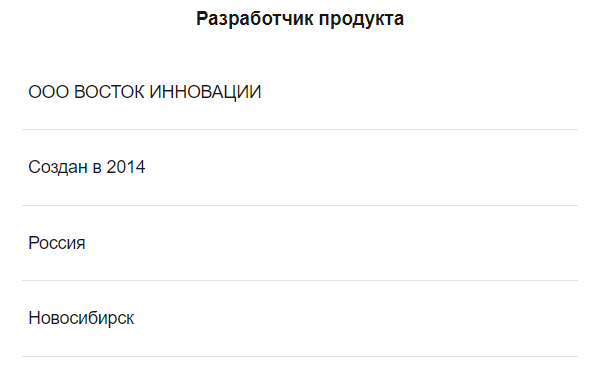 Разработчик продукта
ООО ВОСТОК ИННОВАЦИИ
Создан в 2014
Россия
Новосибирск